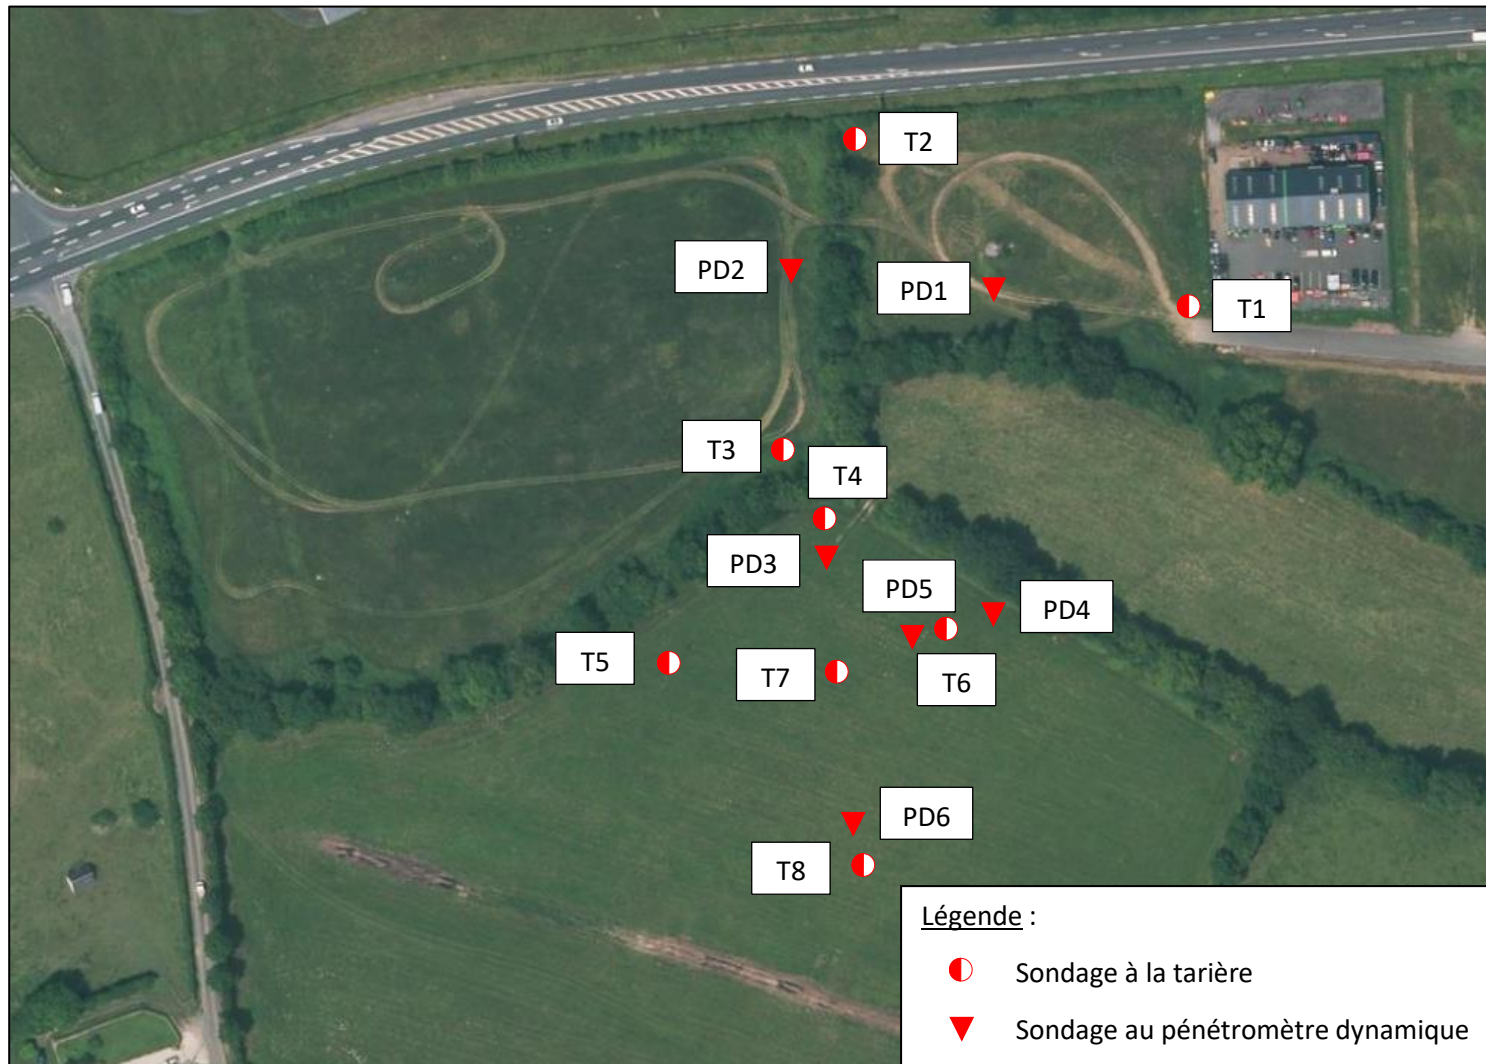 T2
PD2
PD1
T1
T3
T4
PD3
PD5
PD4
T5
T7
T6
PD6
T8
Légende :
Sondage à la tarière
Sondage au pénétromètre dynamique